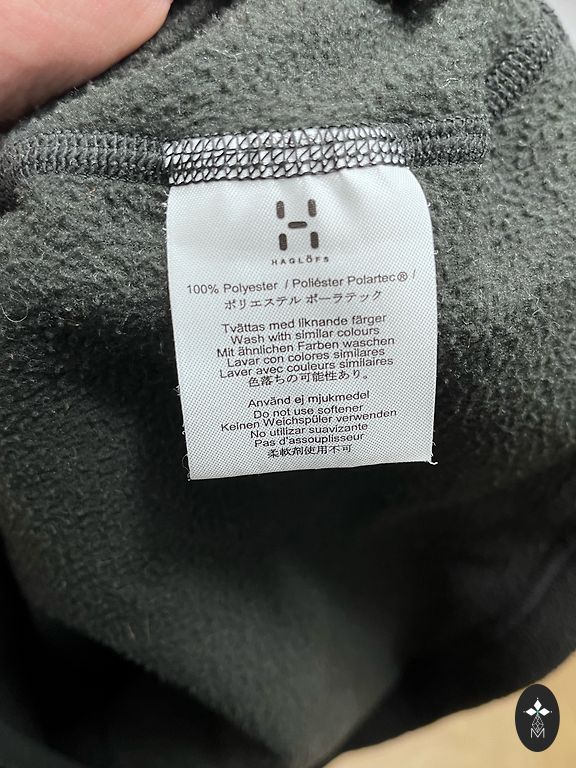 HAGLÖFS
100% Polyester / Poliéster Polartec® /
ポリエステル ポーラテック
Tvättas med liknande färger
Wash with similar colours
Mit ähnlichen Farben waschen
Lavar con colores similares
Laver avec couleurs similaires
色落ちの可能性あり。
Använd ej mjukmedel
Do not use softener
Keinen Weichspüler verwenden
No utilizar suavizante
Pas d'assouplisseur
柔軟剤使用不可
M